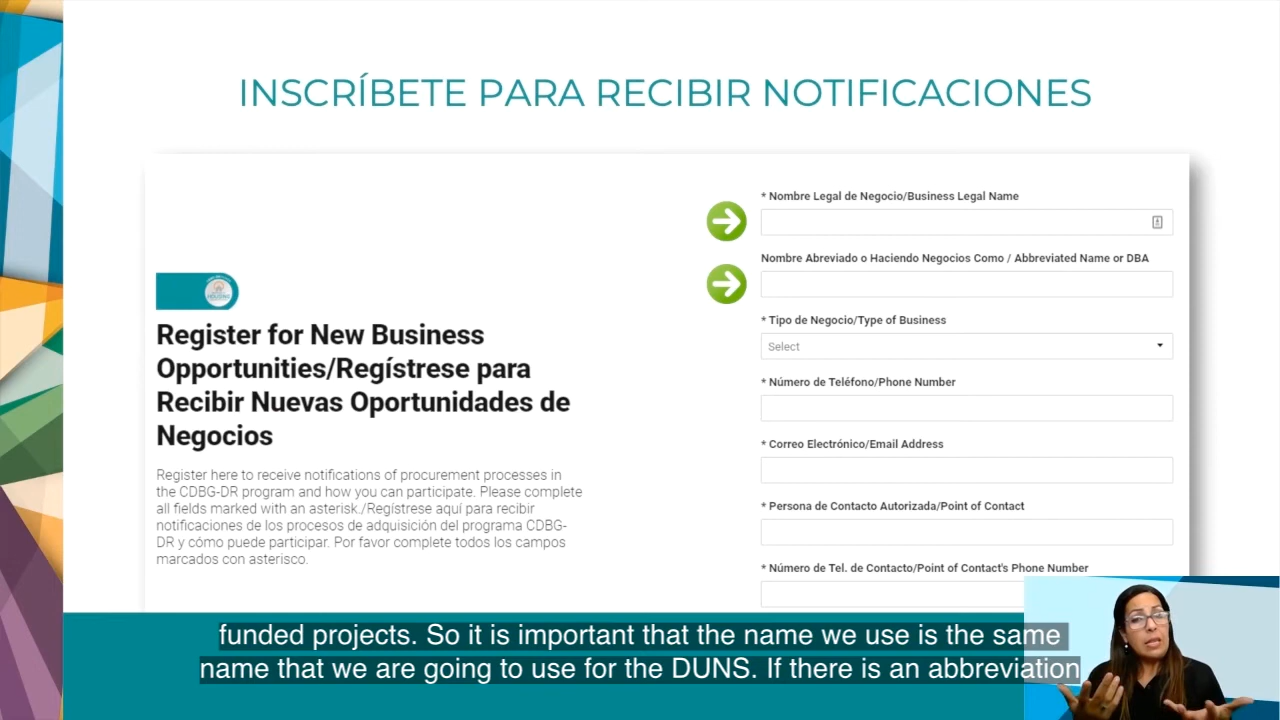 INSCRÍBETE PARA RECIBIR NOTIFICACIONES
Register for New Business
Opportunities/Regístrese para
Recibir Nuevas Oportunidades de
Negocios
Register here to receive notifications of procurement processes in
the CDBG-DR program and how you can participate. Please complete
all fields marked with an asterisk./Regístrese aquí para recibir
notificaciones de los procesos de adquisición del programa CDBG-
DR y cómo puede participar. Por favor complete todos los campos
marcados con asterisco.
* Nombre Legal de Negocio/Business Legal Name
Nombre Abreviado o Haciendo Negocios Como / Abbreviated Name or DBA
* Tipo de Negocio/Type of Business
Select
* Número de Teléfono/Phone Number
* Correo Electrónico/Email Address
* Persona de Contacto Autorizada/Point of Contact
* Número de Tel. de Contacto/Point of Contact's Phone Number
funded projects. So it is important that the name we use is the same
name that we are going to use for the DUNS. If there is an abbreviation